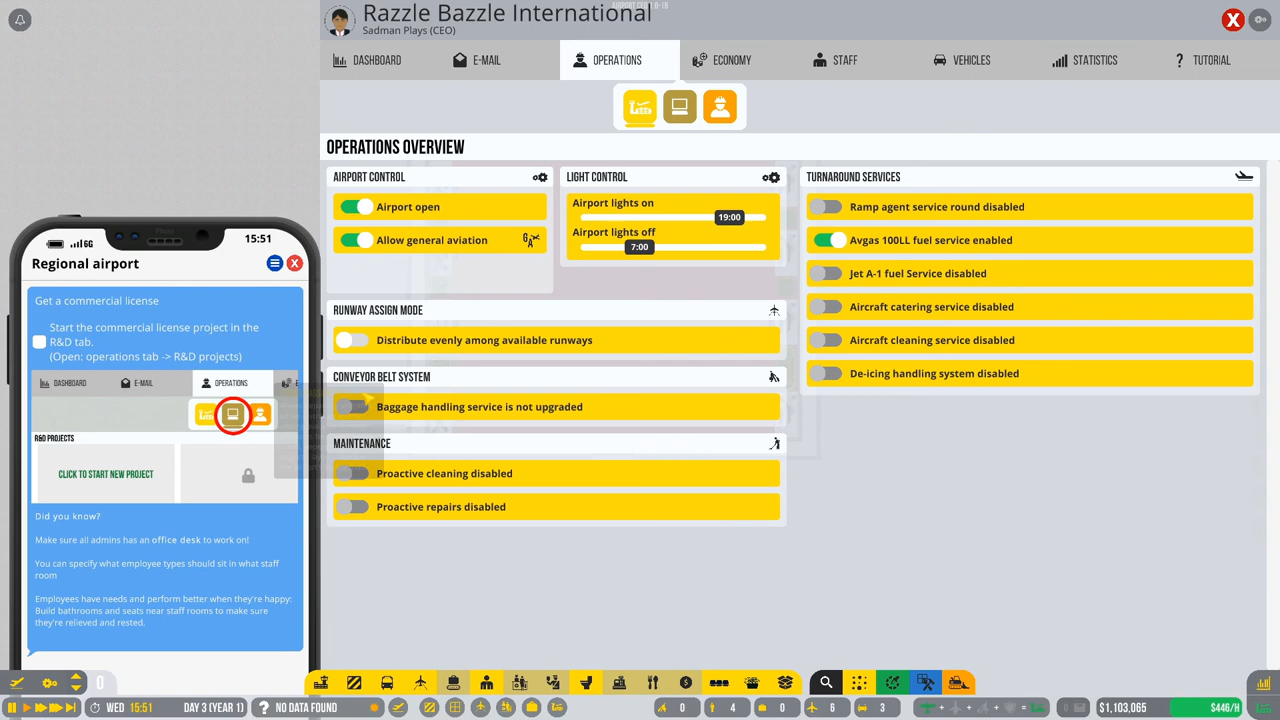 Razzle Bazzle International
Sadman Plays (CEO)
X
DASHBOARD
E-MAIL
OPERATIONS
ECONOMY
STAFF
VEHICLES
STATISTICS
? TUTORIAL
OPERATIONS OVERVIEW
AIRPORT CONTROL
Airport open
Allow general aviation
GA
LIGHT CONTROL
Airport lights on
19:00
Airport lights off
7:00
RUNWAY ASSIGN MODE
Distribute evenly among available runways
CONVEYOR BELT SYSTEM
Baggage handling service is not upgraded
MAINTENANCE
Proactive cleaning disabled
Proactive repairs disabled
TURNAROUND SERVICES
Ramp agent service round disabled
Avgas 100LL fuel service enabled
Jet A-1 fuel Service disabled
Aircraft catering service disabled
Aircraft cleaning service disabled
De-icing handling system disabled
6G
15:51
Regional airport
X
Get a commercial license
Start the commercial license project in the
R&D tab.
(Open: operations tab -> R&D projects)
DASHBOARD
E-MAIL
OPERATIONS
E
R&D PROJECTS
CLICK TO START NEW PROJECT
Did you know?
Make sure all admins has an office desk to work on!
You can specify what employee types should sit in what staff
room
Employees have needs and perform better when they're happy:
Build bathrooms and seats near staff rooms to make sure
they're relieved and rested.
0
WED 15:51
DAY 3 (YEAR 1)
? NO DATA FOUND
0
4
0
6
3
0
$1,103,065
$446/H